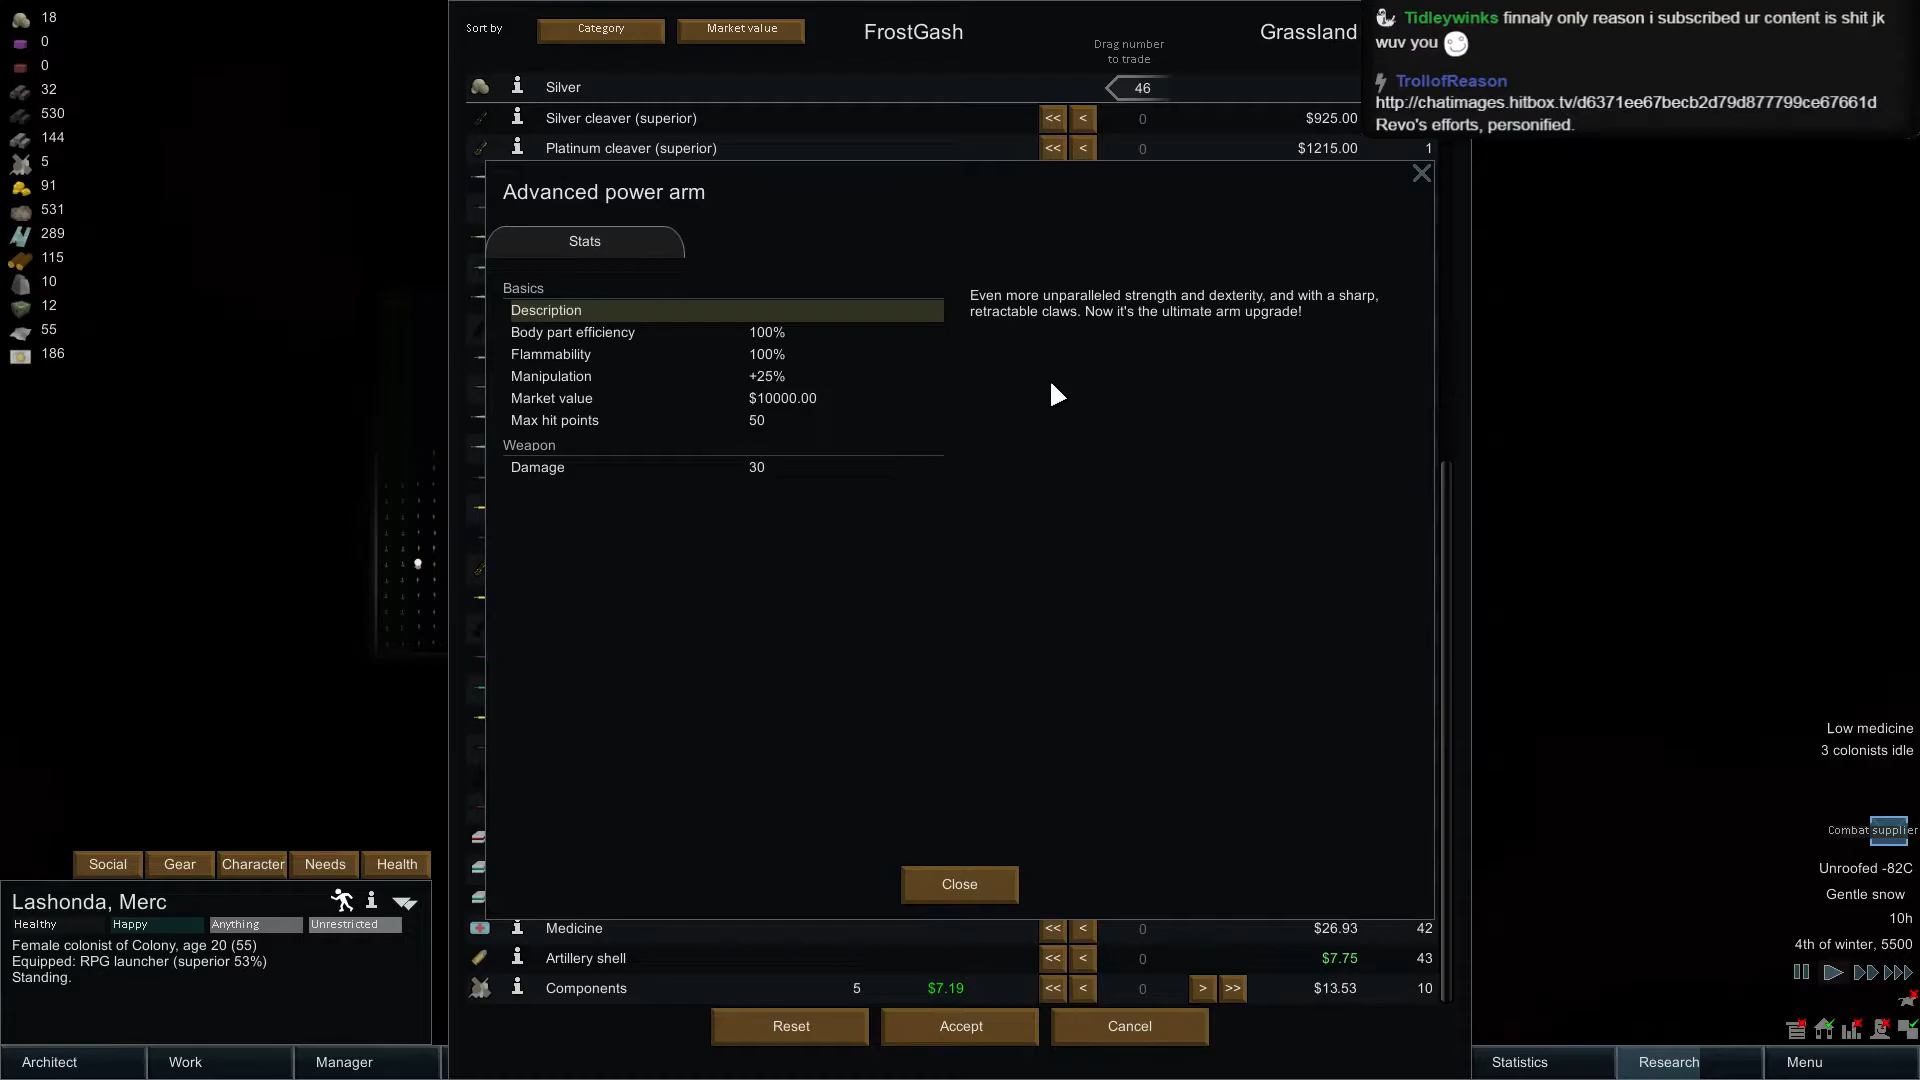 18
0
0
32
530
144
5
91
531
289
115
10
12
55
186
Sort by
Category
Market value
FrostGash
Grassland
Drag number
to trade
Silver
46
Silver cleaver (superior)
<<
<
0
$925.00
Platinum cleaver (superior)
<<
<
0
$1215.00
1
Tidleywinks finnaly only reason i subscribed ur content is shit jk
wuv you
TrollofReason
http://chatimages.hitbox.tv/d6371ee67becb2d79d877799ce67661d
Revo's efforts, personified.
Advanced power arm
Stats
Basics
Description
Body part efficiency 100%
Flammability 100%
Manipulation +25%
Market value $10000.00
Max hit points 50
Weapon
Damage 30
Even more unparalleled strength and dexterity, and with a sharp,
retractable claws. Now it's the ultimate arm upgrade!
Close
Medicine << < 0 $26.93 42
Artillery shell << < 0 $7.75 43
Components 5 $7.19 << < 0 > >> $13.53 10
Reset
Accept
Cancel
Social
Gear
Character
Needs
Health
Lashonda, Merc
Healthy
Happy
Anything
Unrestricted
Female colonist of Colony, age 20 (55)
Equipped: RPG launcher (superior 53%)
Standing.
Low medicine
3 colonists idle
Combat supplier
Unroofed -82C
Gentle snow
10h
4th of winter, 5500
Architect
Work
Manager
Statistics
Research
Menu